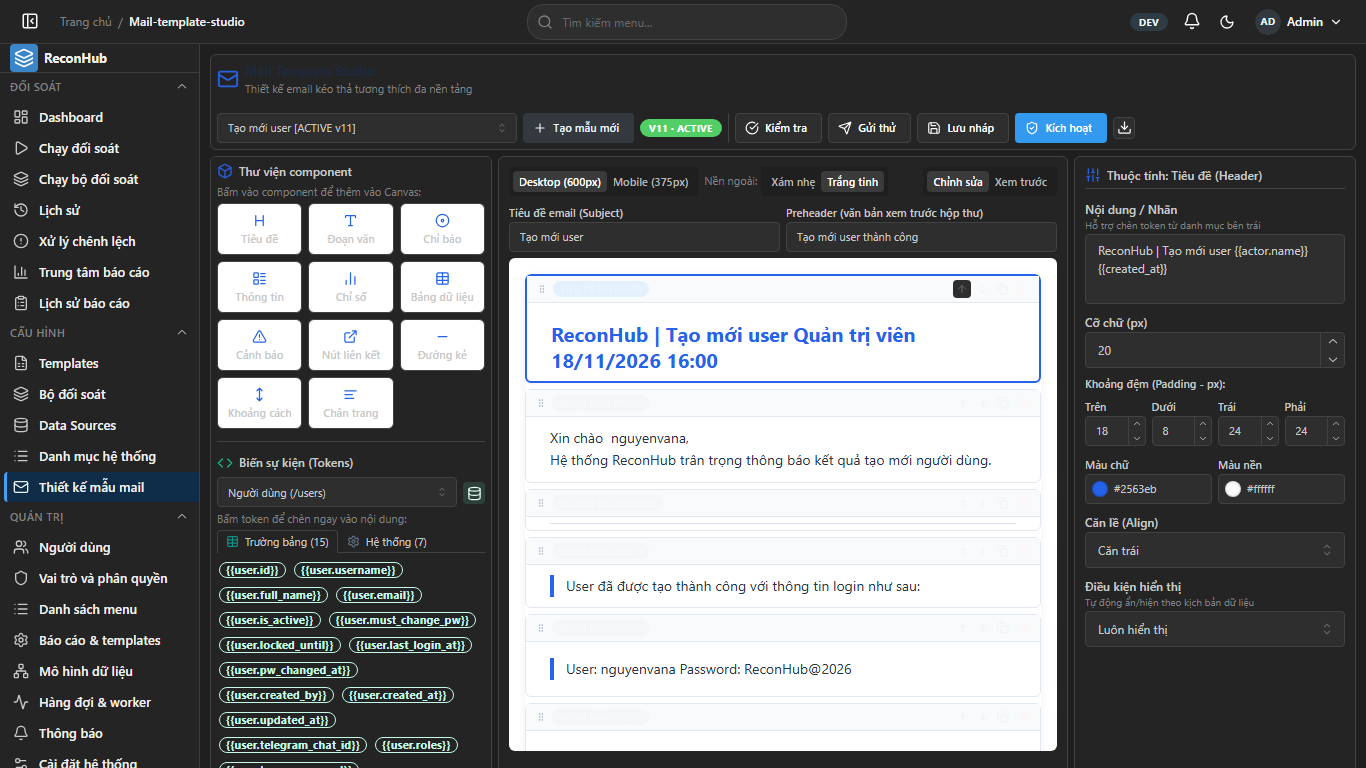 Trang chủ / Mail-template-studio
Tìm kiếm menu...
DEV
AD Admin
ReconHub
ĐỐI SOÁT
Dashboard
Chạy đối soát
Chạy bộ đối soát
Lịch sử
Xử lý chênh lệch
Trung tâm báo cáo
Lịch sử báo cáo
CẤU HÌNH
Templates
Bộ đối soát
Data Sources
Danh mục hệ thống
Thiết kế mẫu mail
QUẢN TRỊ
Người dùng
Vai trò và phân quyền
Danh sách menu
Báo cáo & templates
Mô hình dữ liệu
Hàng đợi & worker
Thông báo
Cài đặt hệ thống
Mail Template Studio
Thiết kế email kéo thả tương thích đa nền tảng
Tạo mới user [ACTIVE v11]
Tạo mẫu mới
V11 - ACTIVE
Kiểm tra
Gửi thử
Lưu nháp
Kích hoạt
Thư viện component
Bấm vào component để thêm vào Canvas:
Tiêu đề
Đoạn văn
Chỉ báo
Thông tin
Chỉ số
Bảng dữ liệu
Cảnh báo
Nút liên kết
Đường kẻ
Khoảng cách
Chân trang
Biến sự kiện (Tokens)
Người dùng (/users)
Bấm token để chèn ngay vào nội dung:
Trường bảng (15)
Hệ thống (7)
{{user.id}} {{user.username}}
{{user.full_name}} {{user.email}}
{{user.is_active}} {{user.must_change_pw}}
{{user.locked_until}} {{user.last_login_at}}
{{user.pw_changed_at}}
{{user.created_by}} {{user.created_at}}
{{user.updated_at}}
{{user.telegram_chat_id}} {{user.roles}}
Desktop (600px) Mobile (375px) Nền ngoài: Xám nhẹ Trắng tinh
Chỉnh sửa Xem trước
Tiêu đề email (Subject)
Tạo mới user
Preheader (văn bản xem trước hộp thư)
Tạo mới user thành công
ReconHub | Tạo mới user Quản trị viên
18/11/2026 16:00
Xin chào nguyenvana,
Hệ thống ReconHub trân trọng thông báo kết quả tạo mới người dùng.
User đã được tạo thành công với thông tin login như sau:
User: nguyenvana Password: ReconHub@2026
Thuộc tính: Tiêu đề (Header)
Nội dung / Nhãn
Hỗ trợ chèn token từ danh mục bên trái
ReconHub | Tạo mới user {{actor.name}}
{{created_at}}
Cỡ chữ (px)
20
Khoảng đệm (Padding - px):
Trên Dưới Trái Phải
18 8 24 24
Màu chữ Màu nền
#2563eb #ffffff
Căn lề (Align)
Căn trái
Điều kiện hiển thị
Tự động ẩn/hiện theo kịch bản dữ liệu
Luôn hiển thị